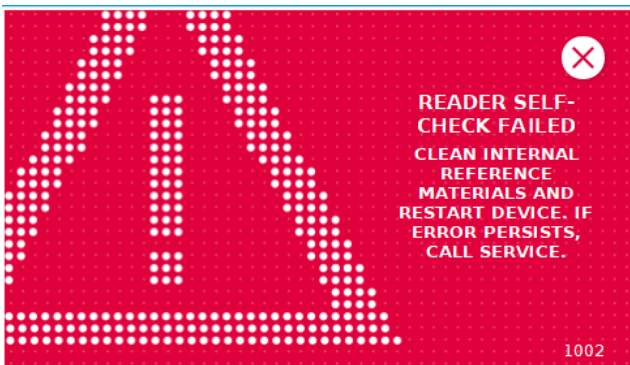 READER SELF-
CHECK FAILED
CLEAN INTERNAL
REFERENCE
MATERIALS AND
RESTART DEVICE. IF
ERROR PERSISTS,
CALL SERVICE.
1002